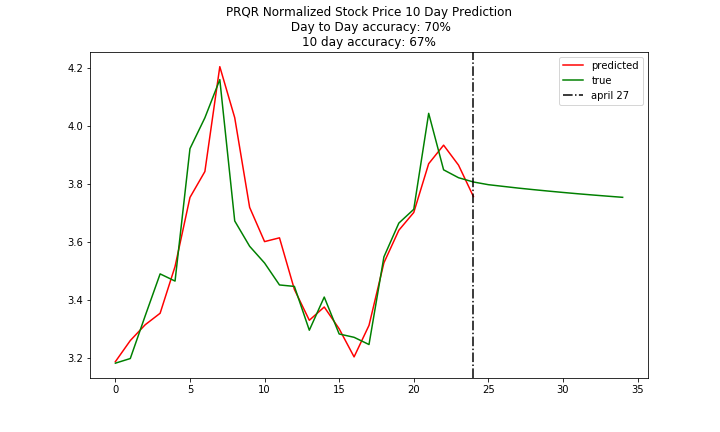 PRQR Normalized Stock Price 10 Day Prediction
Day to Day accuracy: 70%
10 day accuracy: 67%
predicted
true
april 27
4.2
4.0
3.8
3.6
3.4
3.2
0 5 10 15 20 25 30 35